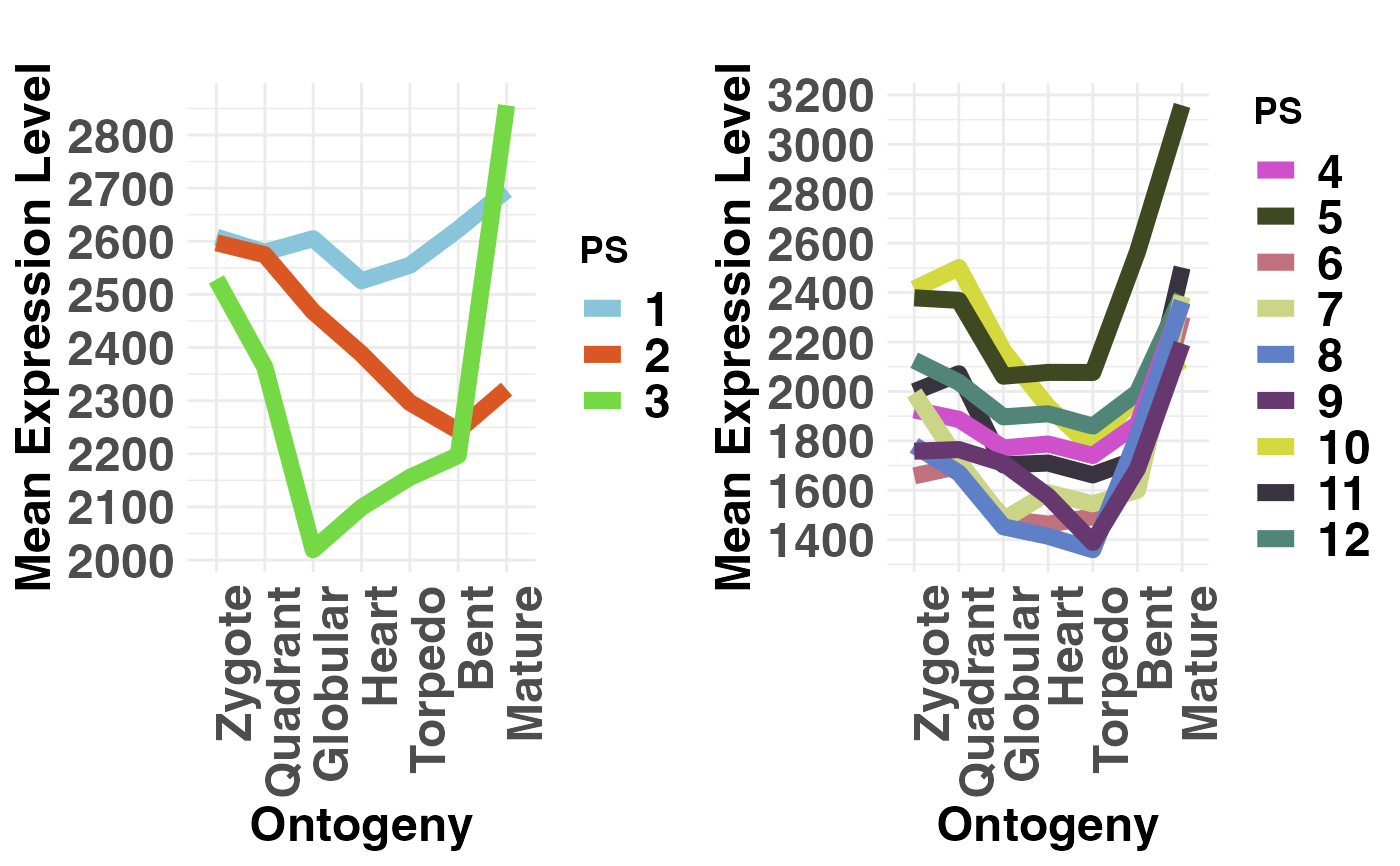 Mean Expression Level
2800
2700
2600
2500
2400
2300
2200
2100
2000
Zygote
Quadrant
Globular
Heart
Torpedo
Bent
Mature
Ontogeny
PS
1
2
3
Mean Expression Level
3200
3000
2800
2600
2400
2200
2000
1800
1600
1400
Zygote
Quadrant
Globular
Heart
Torpedo
Bent
Mature
Ontogeny
PS
4
5
6
7
8
9
10
11
12